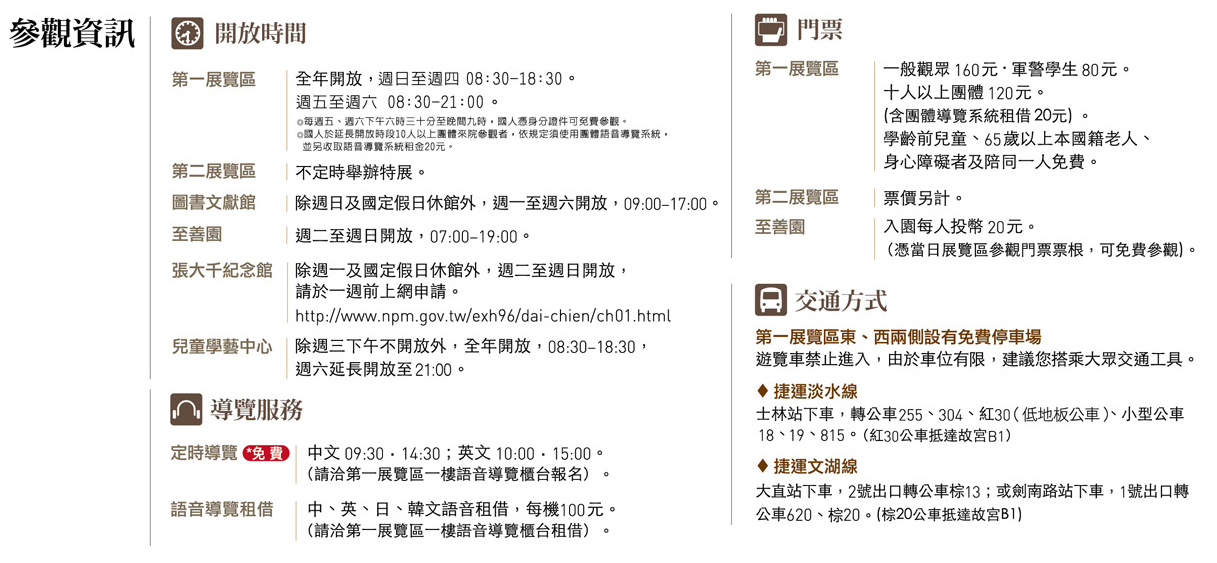 參觀資訊
開放時間
第一展覽區 全年開放，週日至週四 08:30-18:30。
週五至週六 08:30-21:00。
◎每週五、週六下午六時三十分至晚間九時，國人憑身分證件可免費參觀。
◎國人於延長開放時段10人以上團體來院參觀者，依規定須使用團體語音導覽系統，
並另收取語音導覽系統租金20元。
第二展覽區 不定時舉辦特展。
圖書文獻館 除週日及國定假日休館外，週一至週六開放，09:00-17:00。
至善園 週二至週日開放，07:00-19:00。
張大千紀念館 除週一及國定假日休館外，週二至週日開放，
請於一週前上網申請。
http://www.npm.gov.tw/exh96/dai-chien/ch01.html
兒童學藝中心 除週三下午不開放外，全年開放，08:30-18:30，
週六延長開放至21:00。
導覽服務
定時導覽 *免費 中文 09:30・14:30；英文 10:00・15:00。
（請洽第一展覽區一樓語音導覽櫃台報名）。
語音導覽租借 中、英、日、韓文語音租借，每機100元。
（請洽第一展覽區一樓語音導覽櫃台租借）。
門票
第一展覽區 一般觀眾 160元・軍警學生 80元。
十人以上團體 120元。
(含團體導覽系統租借 20元) 。
學齡前兒童、65歲以上本國籍老人、
身心障礙者及陪同一人免費。
第二展覽區 票價另計。
至善園 入園每人投幣 20元。
（憑當日展覽區參觀門票票根，可免費參觀)。
交通方式
第一展覽區東、西兩側設有免費停車場
遊覽車禁止進入，由於車位有限，建議您搭乘大眾交通工具。
♦ 捷運淡水線
士林站下車，轉公車255、304、紅30（低地板公車）、小型公車
18、19、815。（紅30公車抵達故宮B1）
♦ 捷運文湖線
大直站下車，2號出口轉公車棕13；或劍南路站下車，1號出口轉
公車620、棕20。(棕20公車抵達故宮B1)